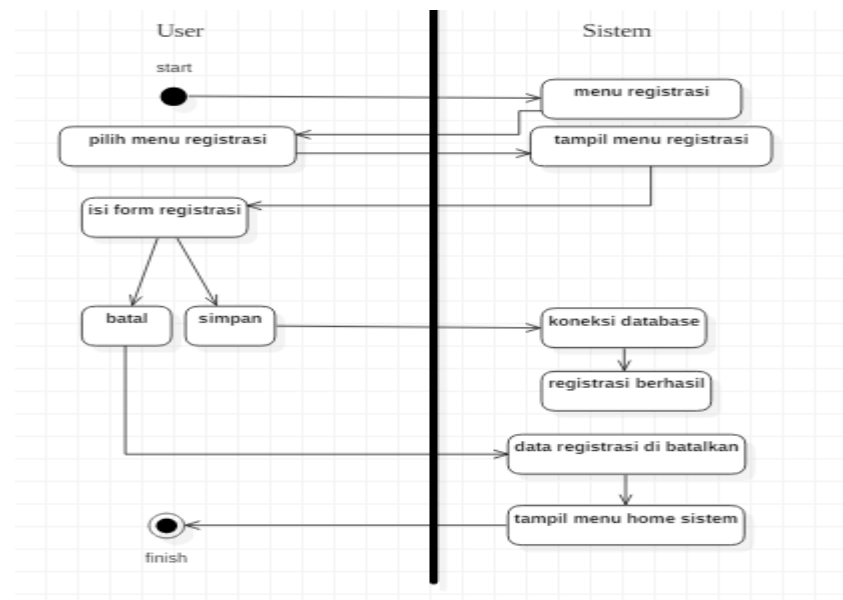 User
Sistem
start
menu registrasi
pilih menu registrasi
tampil menu registrasi
isi form registrasi
batal
simpan
koneksi database
registrasi berhasil
data registrasi di batalkan
tampil menu home sistem
finish